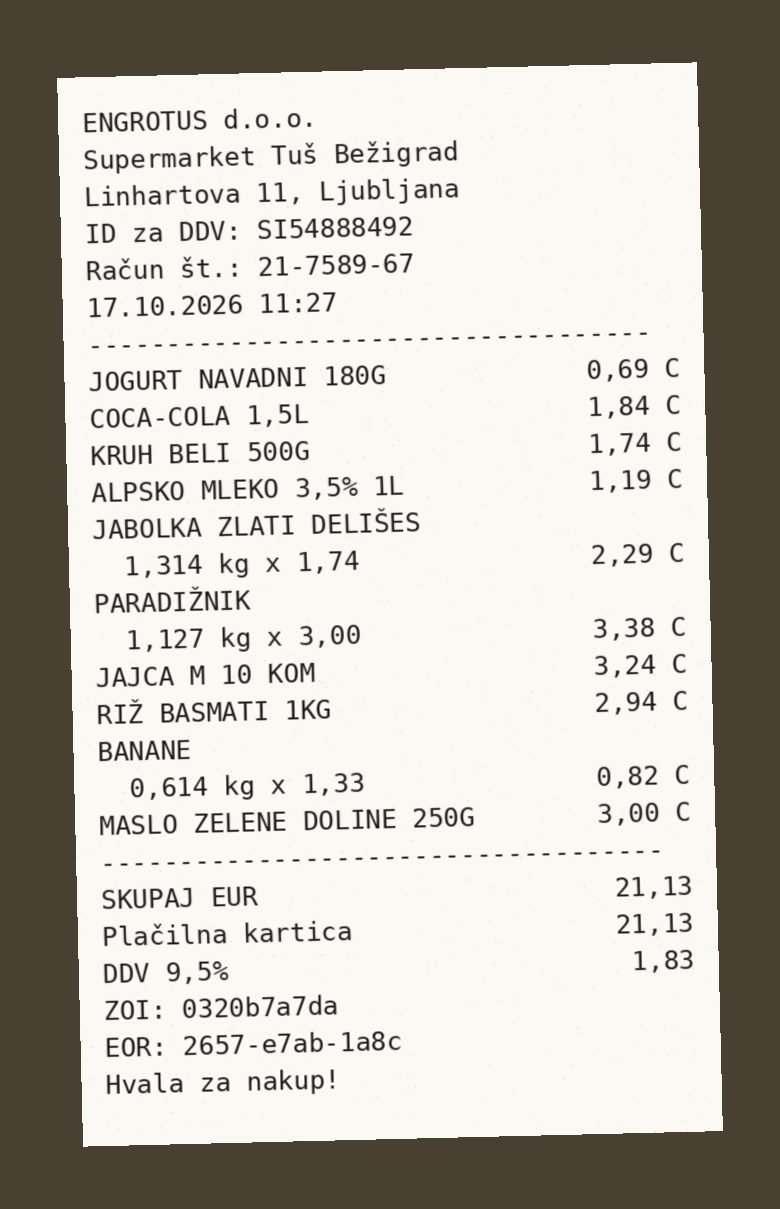 ENGROTUS d.o.o.
Supermarket Tuš Bežigrad
Linhartova 11, Ljubljana
ID za DDV: SI54888492
Račun št.: 21-7589-67
17.10.2026 11:27
------------------------------------
JOGURT NAVADNI 180G 0,69 C
COCA-COLA 1,5L 1,84 C
KRUH BELI 500G 1,74 C
ALPSKO MLEKO 3,5% 1L 1,19 C
JABOLKA ZLATI DELIŠES
1,314 kg x 1,74 2,29 C
PARADIŽNIK
1,127 kg x 3,00 3,38 C
JAJCA M 10 KOM 3,24 C
RIŽ BASMATI 1KG 2,94 C
BANANE
0,614 kg x 1,33 0,82 C
MASLO ZELENE DOLINE 250G 3,00 C
------------------------------------
SKUPAJ EUR 21,13
Plačilna kartica 21,13
DDV 9,5% 1,83
ZOI: 0320b7a7da
EOR: 2657-e7ab-1a8c
Hvala za nakup!